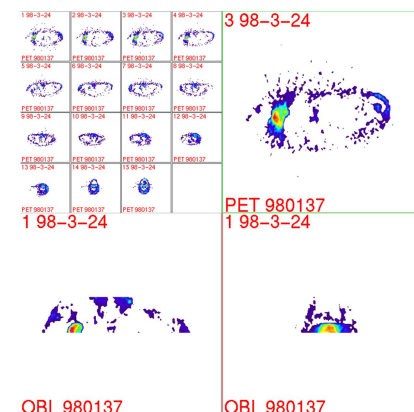 1 98-3-24
2 98-3-24
3 98-3-24
4 98-3-24
PET 980137
PET 980137
PET 980137
PET 980137
5 98-3-24
6 98-3-24
7 98-3-24
8 98-3-24
PET 980137
PET 980137
PET 980137
PET 980137
9 98-3-24
10 98-3-24
11 98-3-24
12 98-3-24
PET 980137
PET 980137
PET 980137
PET 980137
13 98-3-24
14 98-3-24
15 98-3-24
PET 980137
PET 980137
PET 980137
3 98-3-24
PET 980137
1 98-3-24
OBL 980137
1 98-3-24
OBL 980137